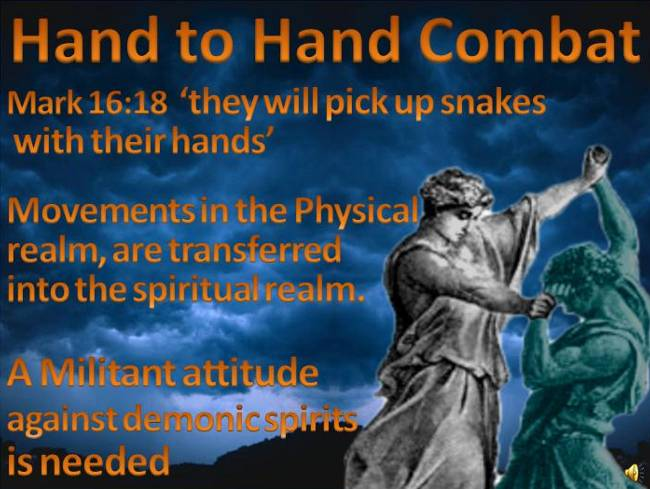 Hand to Hand Combat
Mark 16:18 ‘they will pick up snakes
with their hands’
Movements in the Physical
realm, are transferred
into the spiritual realm.
A Militant attitude
against demonic spirits
is needed